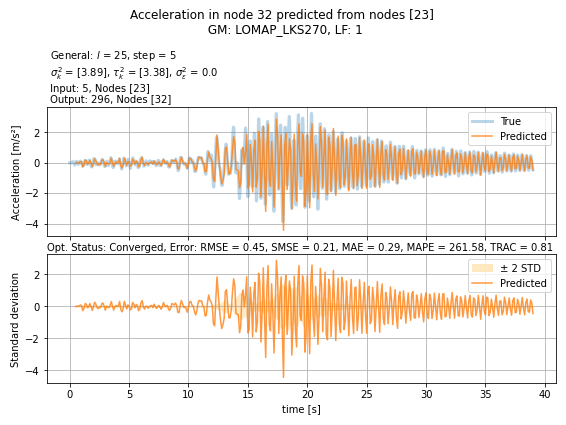 Acceleration in node 32 predicted from nodes [23]
GM: LOMAP_LKS270, LF: 1
General: l = 25, step = 5
σ²ₖ = [3.89], τ²ₖ = [3.38], σ²ε = 0.0
Input: 5, Nodes [23]
Output: 296, Nodes [32]
Acceleration [m/s²]
2
0
−2
−4
True
Predicted
Opt. Status: Converged, Error: RMSE = 0.45, SMSE = 0.21, MAE = 0.29, MAPE = 261.58, TRAC = 0.81
Standard deviation
2
0
−2
−4
± 2 STD
Predicted
0 5 10 15 20 25 30 35 40
time [s]